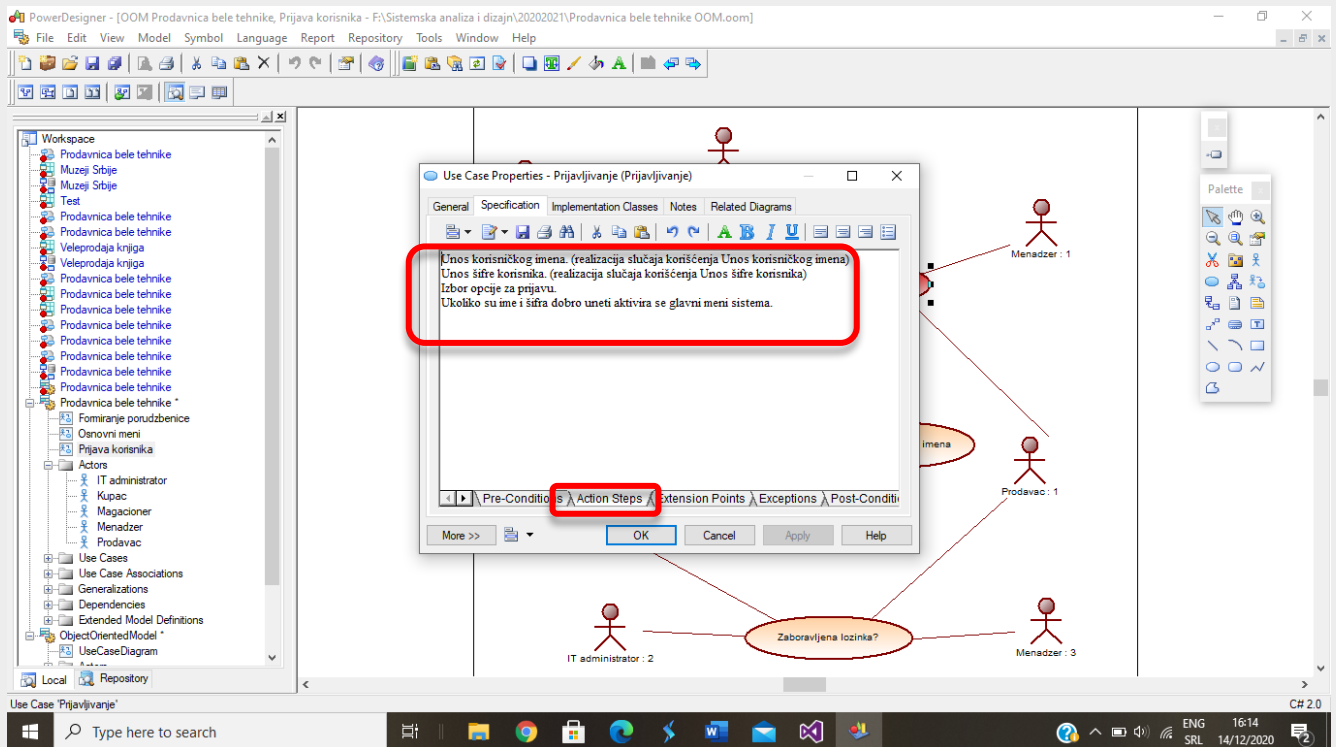 PowerDesigner - [OOM Prodavnica bele tehnike, Prijava korisnika - F:\Sistemska analiza i dizajn\20202021\Prodavnica bele tehnike OOM.oom]
File Edit View Model Symbol Language Report Repository Tools Window Help
Workspace
Prodavnica bele tehnike
Muzeji Srbije
Muzeji Srbije
Test
Prodavnica bele tehnike
Prodavnica bele tehnike
Veleprodaja knjiga
Veleprodaja knjiga
Prodavnica bele tehnike
Prodavnica bele tehnike
Prodavnica bele tehnike
Prodavnica bele tehnike
Prodavnica bele tehnike
Prodavnica bele tehnike
Prodavnica bele tehnike
Prodavnica bele tehnike
Prodavnica bele tehnike *
Formiranje porudzbenice
Osnovni meni
Prijava korisnika
Actors
IT administrator
Kupac
Magacioner
Menadzer
Prodavac
Use Cases
Use Case Associations
Generalizations
Dependencies
Extended Model Definitions
ObjectOrientedModel *
UseCaseDiagram
Actors
Local Repository
Use Case Properties - Prijavljivanje (Prijavljivanje)
General Specification Implementation Classes Notes Related Diagrams
Unos korisničkog imena. (realizacija slučaja korišćenja Unos korisničkog imena)
Unos šifre korisnika. (realizacija slučaja korišćenja Unos šifre korisnika)
Izbor opcije za prijavu.
Ukoliko su ime i šifra dobro uneti aktivira se glavni meni sistema.
Pre-Conditions Action Steps Extension Points Exceptions Post-Conditi
More >> OK Cancel Apply Help
Menadzer : 1
imena
Prodavac : 1
Zaboravljena lozinka?
IT administrator : 2
Menadzer : 3
Palette
Use Case 'Prijavljivanje'
C# 2.0
Type here to search
ENG
SRL
16:14
14/12/2020
2